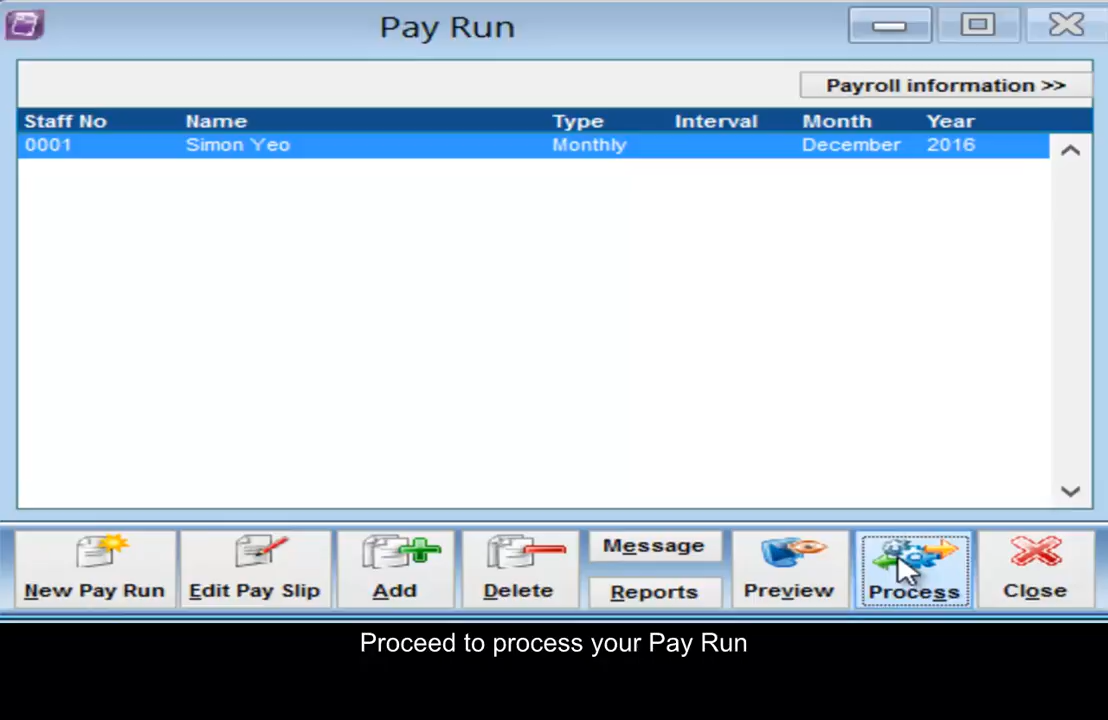 Pay Run
Payroll information >>
Staff No Name Type Interval Month Year
0001 Simon Yeo Monthly December 2016
New Pay Run Edit Pay Slip Add Delete Message Reports Preview Process Close
Proceed to process your Pay Run